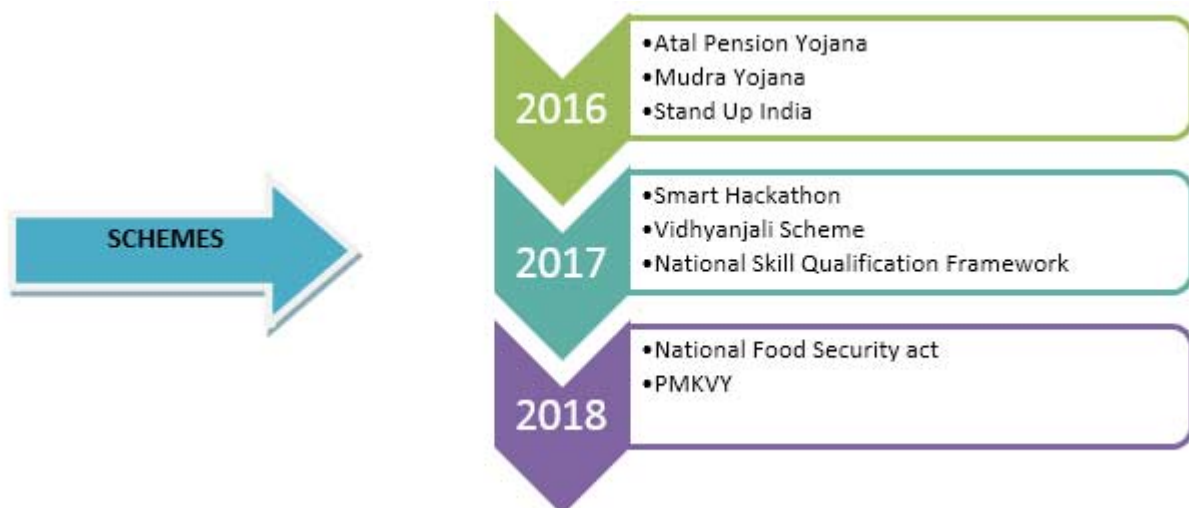 SCHEMES
2016
•Atal Pension Yojana
•Mudra Yojana
•Stand Up India
2017
•Smart Hackathon
•Vidhyanjali Scheme
•National Skill Qualification Framework
2018
•National Food Security act
•PMKVY